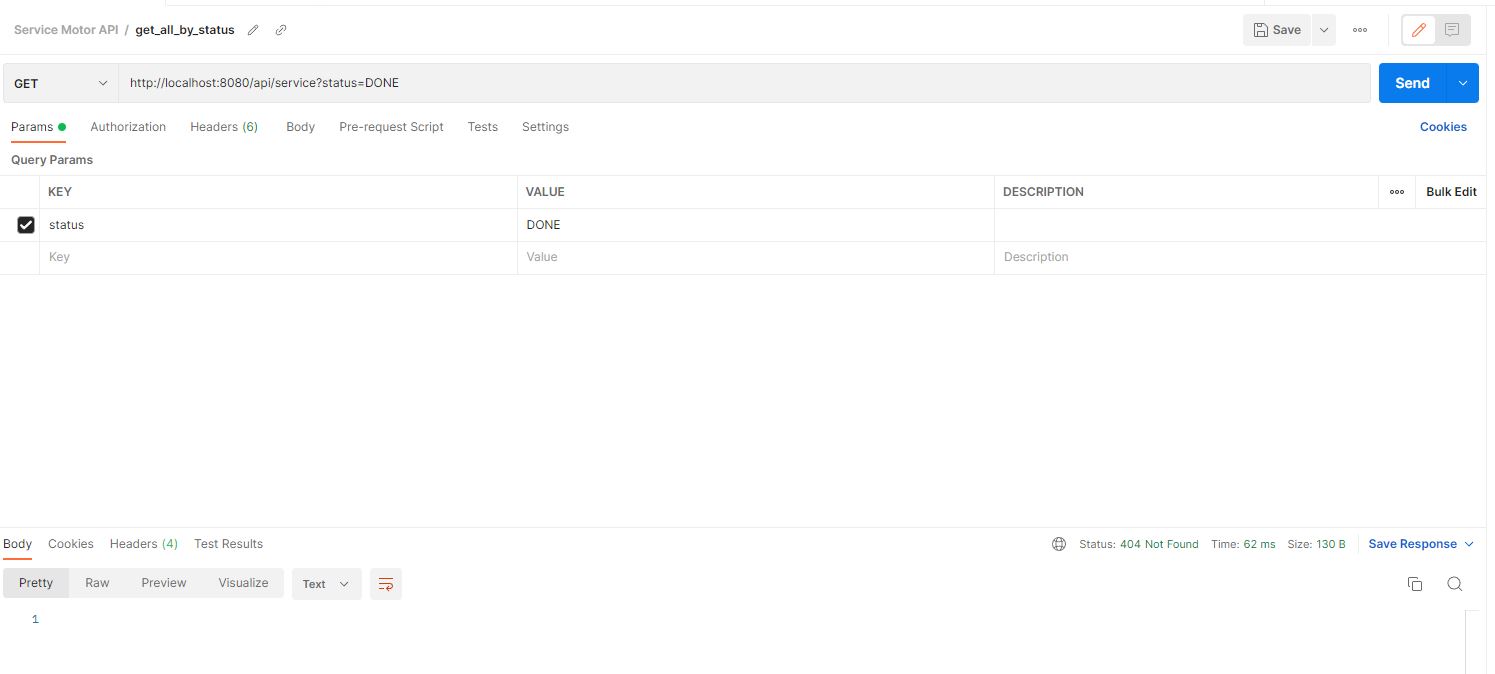 Service Motor API / get_all_by_status
Save
GET http://localhost:8080/api/service?status=DONE Send
Params Authorization Headers (6) Body Pre-request Script Tests Settings Cookies
Query Params
KEY VALUE DESCRIPTION Bulk Edit
status DONE
Key Value Description
Body Cookies Headers (4) Test Results Status: 404 Not Found Time: 62 ms Size: 130 B Save Response
Pretty Raw Preview Visualize Text
1